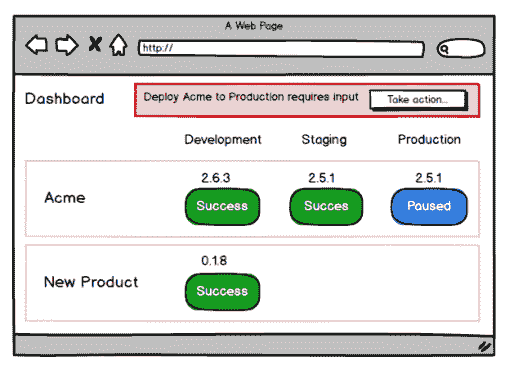 A Web Page
http://
Dashboard
Deploy Acme to Production requires input
Take action...
Development Staging Production
2.6.3 2.5.1 2.5.1
Acme Success Succes Paused
0.1.8
New Product Success